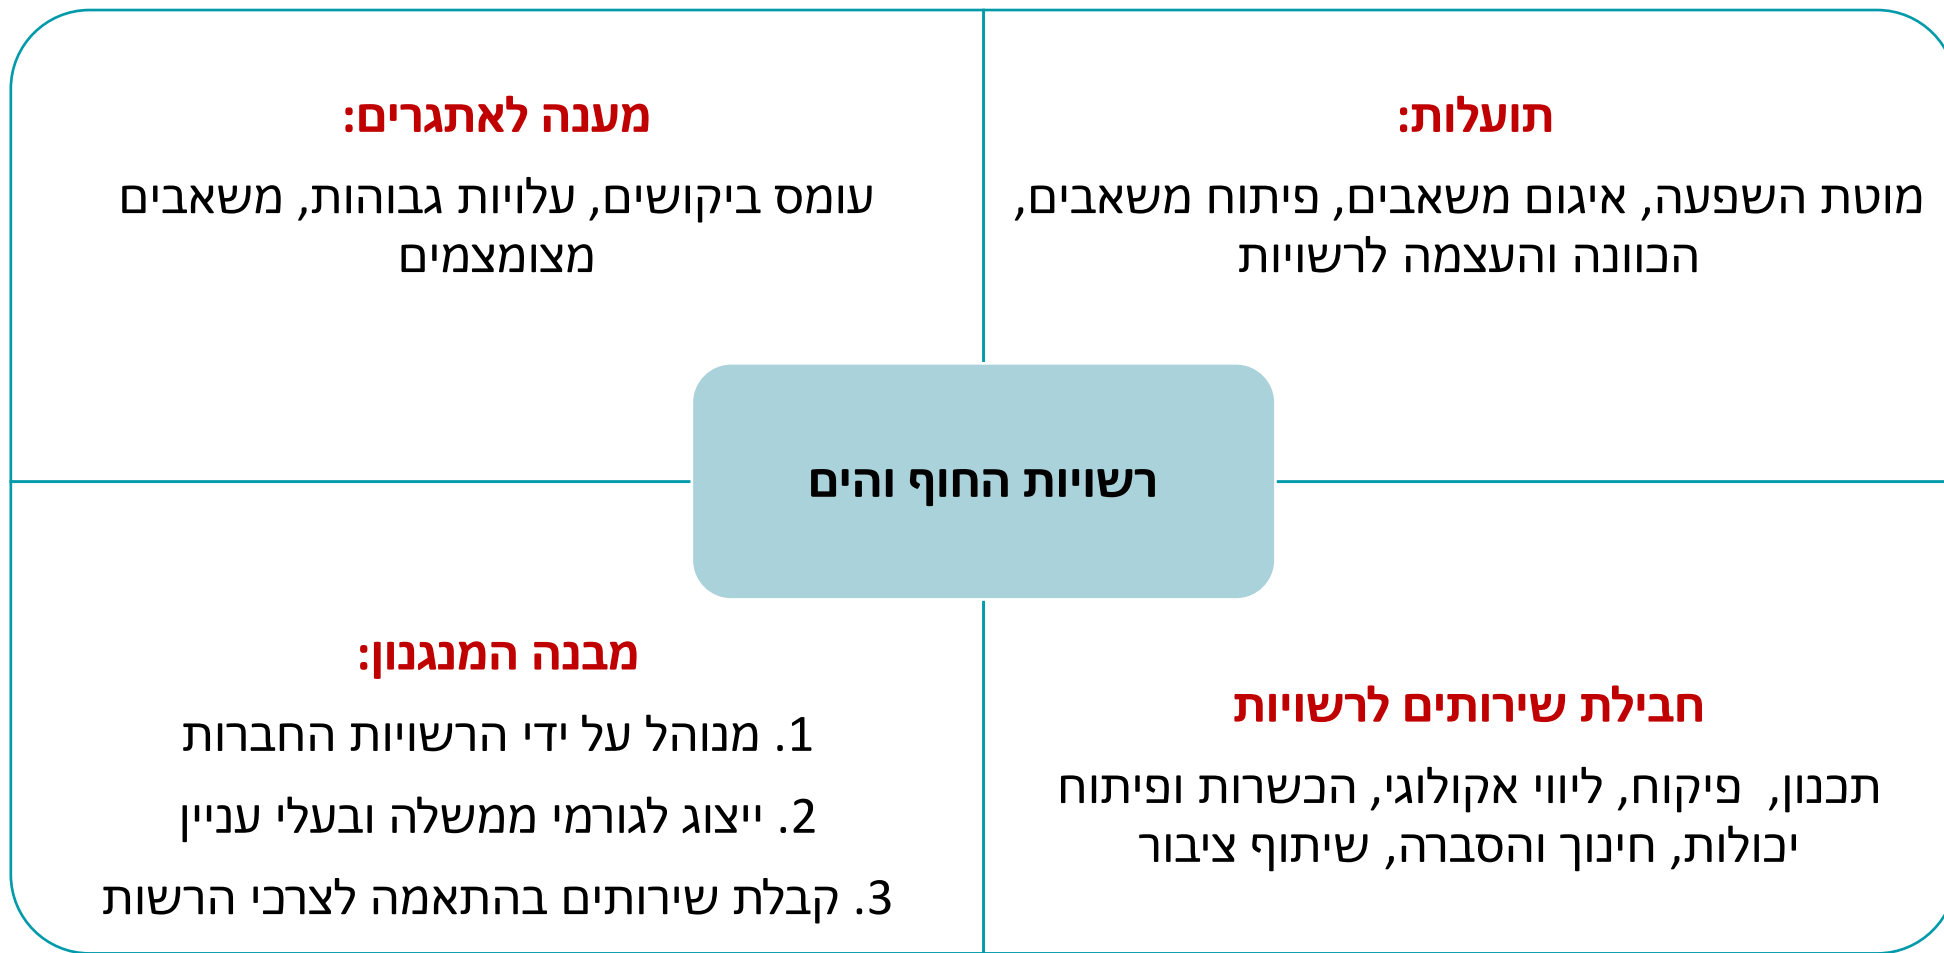 תועלות:
מוטת השפעה, איגום משאבים, פיתוח משאבים,
הכוונה והעצמה לרשויות
מענה לאתגרים:
עומס ביקושים, עלויות גבוהות, משאבים
מצומצמים
רשויות החוף והים
חבילת שירותים לרשויות
תכנון,  פיקוח, ליווי אקולוגי, הכשרות ופיתוח
יכולות, חינוך והסברה, שיתוף ציבור
מבנה המנגנון:
1. מנוהל על ידי הרשויות החברות
2. ייצוג לגורמי ממשלה ובעלי עניין
3. קבלת שירותים בהתאמה לצרכי הרשות